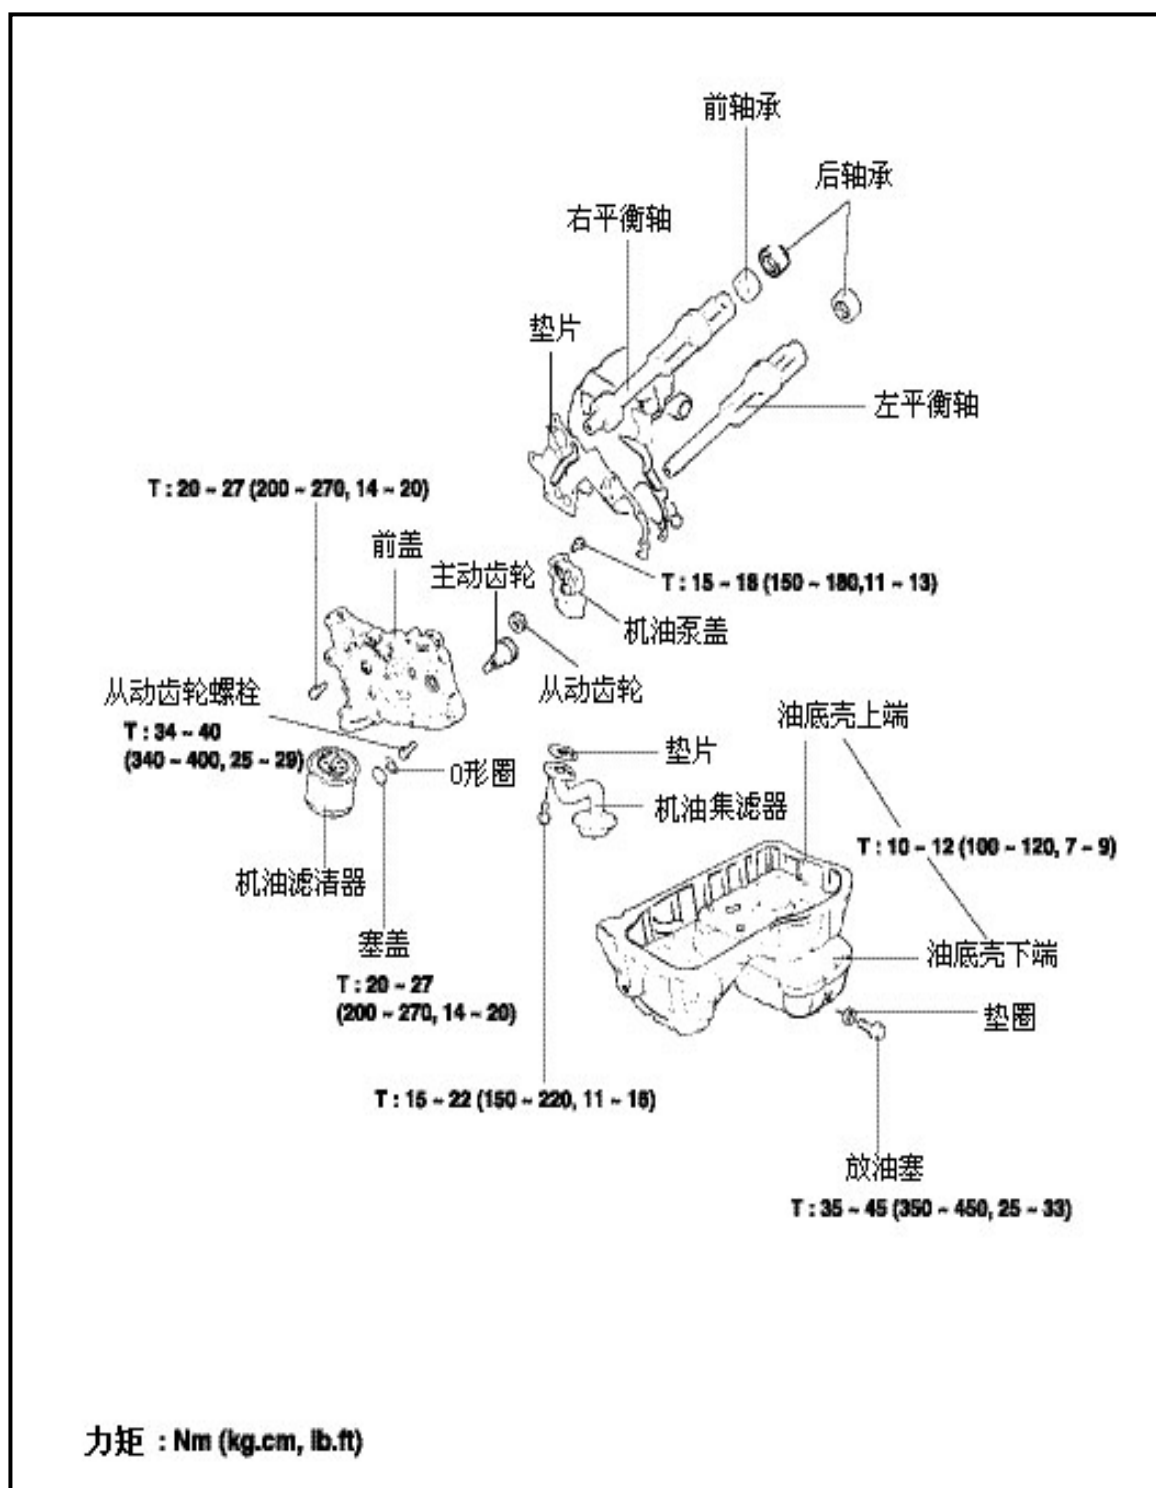 前轴承
后轴承
右平衡轴
垫片
左平衡轴
T : 20 ~ 27 (200 ~ 270, 14 ~ 20)
前盖
主动齿轮
T : 15 ~ 18 (150 ~ 180,11 ~ 13)
机油泵盖
从动齿轮螺栓
从动齿轮
油底壳上端
T : 34 ~ 40
(340 ~ 400, 25 ~ 29)
垫片
O形圈
机油集滤器
T : 10 ~ 12 (100 ~ 120, 7 ~ 9)
机油滤洁器
塞盖
油底壳下端
T : 20 ~ 27
(200 ~ 270, 14 ~ 20)
垫圈
T : 15 ~ 22 (150 ~ 220, 11 ~ 16)
放油塞
T : 35 ~ 45 (350 ~ 450, 25 ~ 33)
力矩 : Nm (kg.cm, lb.ft)